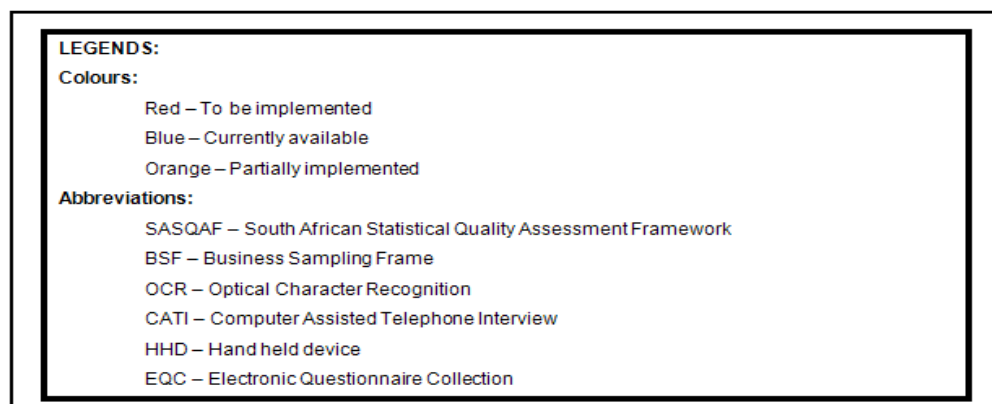 LEGENDS:
Colours:
Red – To be implemented
Blue – Currently available
Orange – Partially implemented
Abbreviations:
SASQAF – South African Statistical Quality Assessment Framework
BSF – Business Sampling Frame
OCR – Optical Character Recognition
CATI – Computer Assisted Telephone Interview
HHD – Hand held device
EQC – Electronic Questionnaire Collection